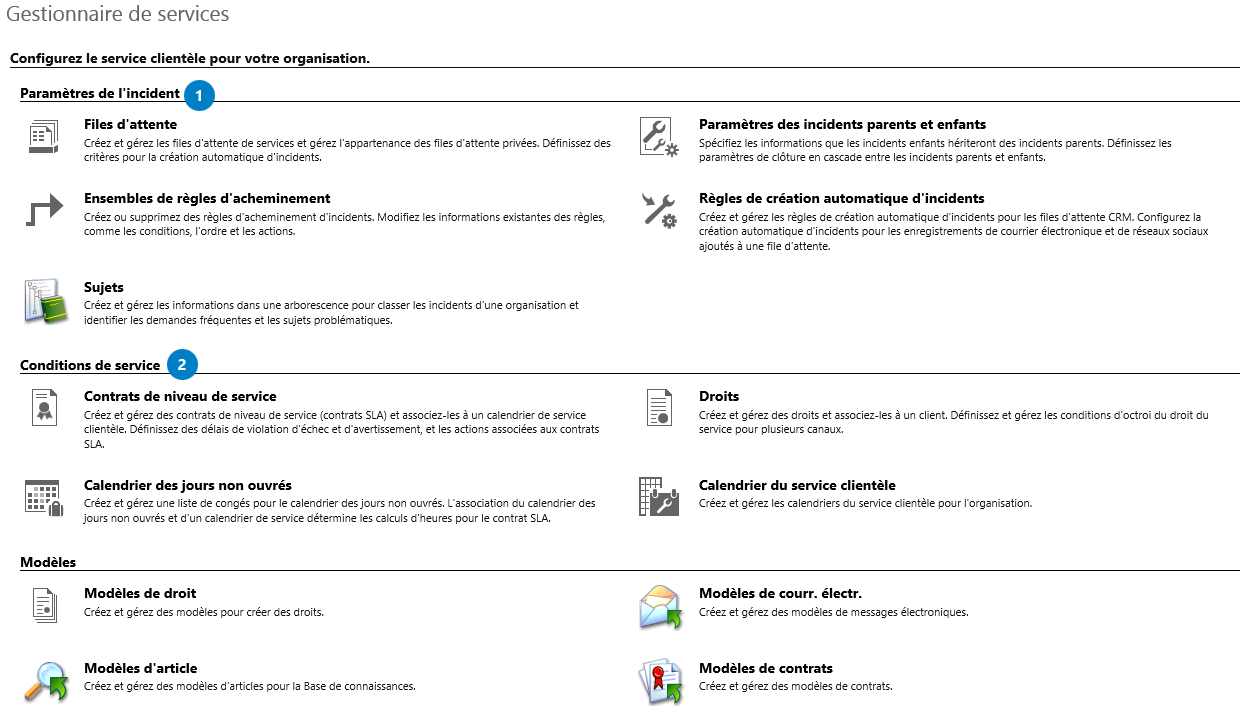 Gestionnaire de services
Configurez le service clientèle pour votre organisation.
Paramètres de l'incident 1
Files d'attente
Créez et gérez les files d'attente de services et gérez l'appartenance des files d'attente privées. Définissez des
critères pour la création automatique d'incidents.
Paramètres des incidents parents et enfants
Spécifiez les informations que les incidents enfants hériteront des incidents parents. Définissez les
paramètres de clôture en cascade entre les incidents parents et enfants.
Ensembles de règles d'acheminement
Créez ou supprimez des règles d'acheminement d'incidents. Modifiez les informations existantes des règles,
comme les conditions, l'ordre et les actions.
Règles de création automatique d'incidents
Créez et gérez les règles de création automatique d'incidents pour les files d'attente CRM. Configurez la
création automatique d'incidents pour les enregistrements de courrier électronique et de réseaux sociaux
ajoutés à une file d'attente.
Sujets
Créez et gérez les informations dans une arborescence pour classer les incidents d'une organisation et
identifier les demandes fréquentes et les sujets problématiques.
Conditions de service 2
Contrats de niveau de service
Créez et gérez des contrats de niveau de service (contrats SLA) et associez-les à un calendrier de service
clientèle. Définissez des délais de violation d'échec et d'avertissement, et les actions associées aux contrats
SLA.
Droits
Créez et gérez des droits et associez-les à un client. Définissez et gérez les conditions d'octroi du droit du
service pour plusieurs canaux.
Calendrier des jours non ouvrés
Créez et gérez une liste de congés pour le calendrier des jours non ouvrés. L'association du calendrier des
jours non ouvrés et d'un calendrier de service détermine les calculs d'heures pour le contrat SLA.
Calendrier du service clientèle
Créez et gérez les calendriers du service clientèle pour l'organisation.
Modèles
Modèles de droit
Créez et gérez des modèles pour créer des droits.
Modèles de courr. électr.
Créez et gérez des modèles de messages électroniques.
Modèles d'article
Créez et gérez des modèles d'articles pour la Base de connaissances.
Modèles de contrats
Créez et gérez des modèles de contrats.